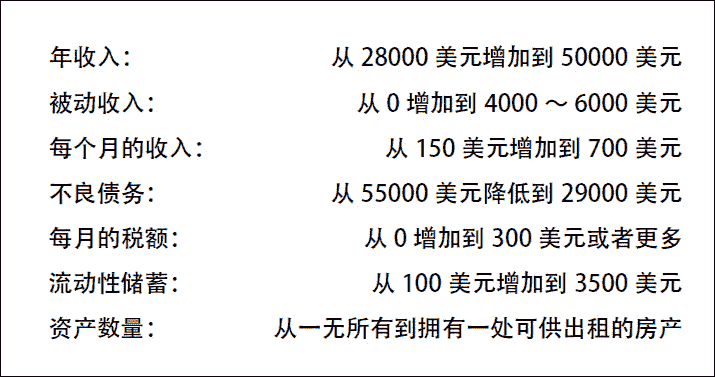 年收入： 从 28000 美元增加到 50000 美元
被动收入： 从 0 增加到 4000 ～ 6000 美元
每个月的收入： 从 150 美元增加到 700 美元
不良债务： 从 55000 美元降低到 29000 美元
每月的税额： 从 0 增加到 300 美元或者更多
流动性储蓄： 从 100 美元增加到 3500 美元
资产数量： 从一无所有到拥有一处可供出租的房产